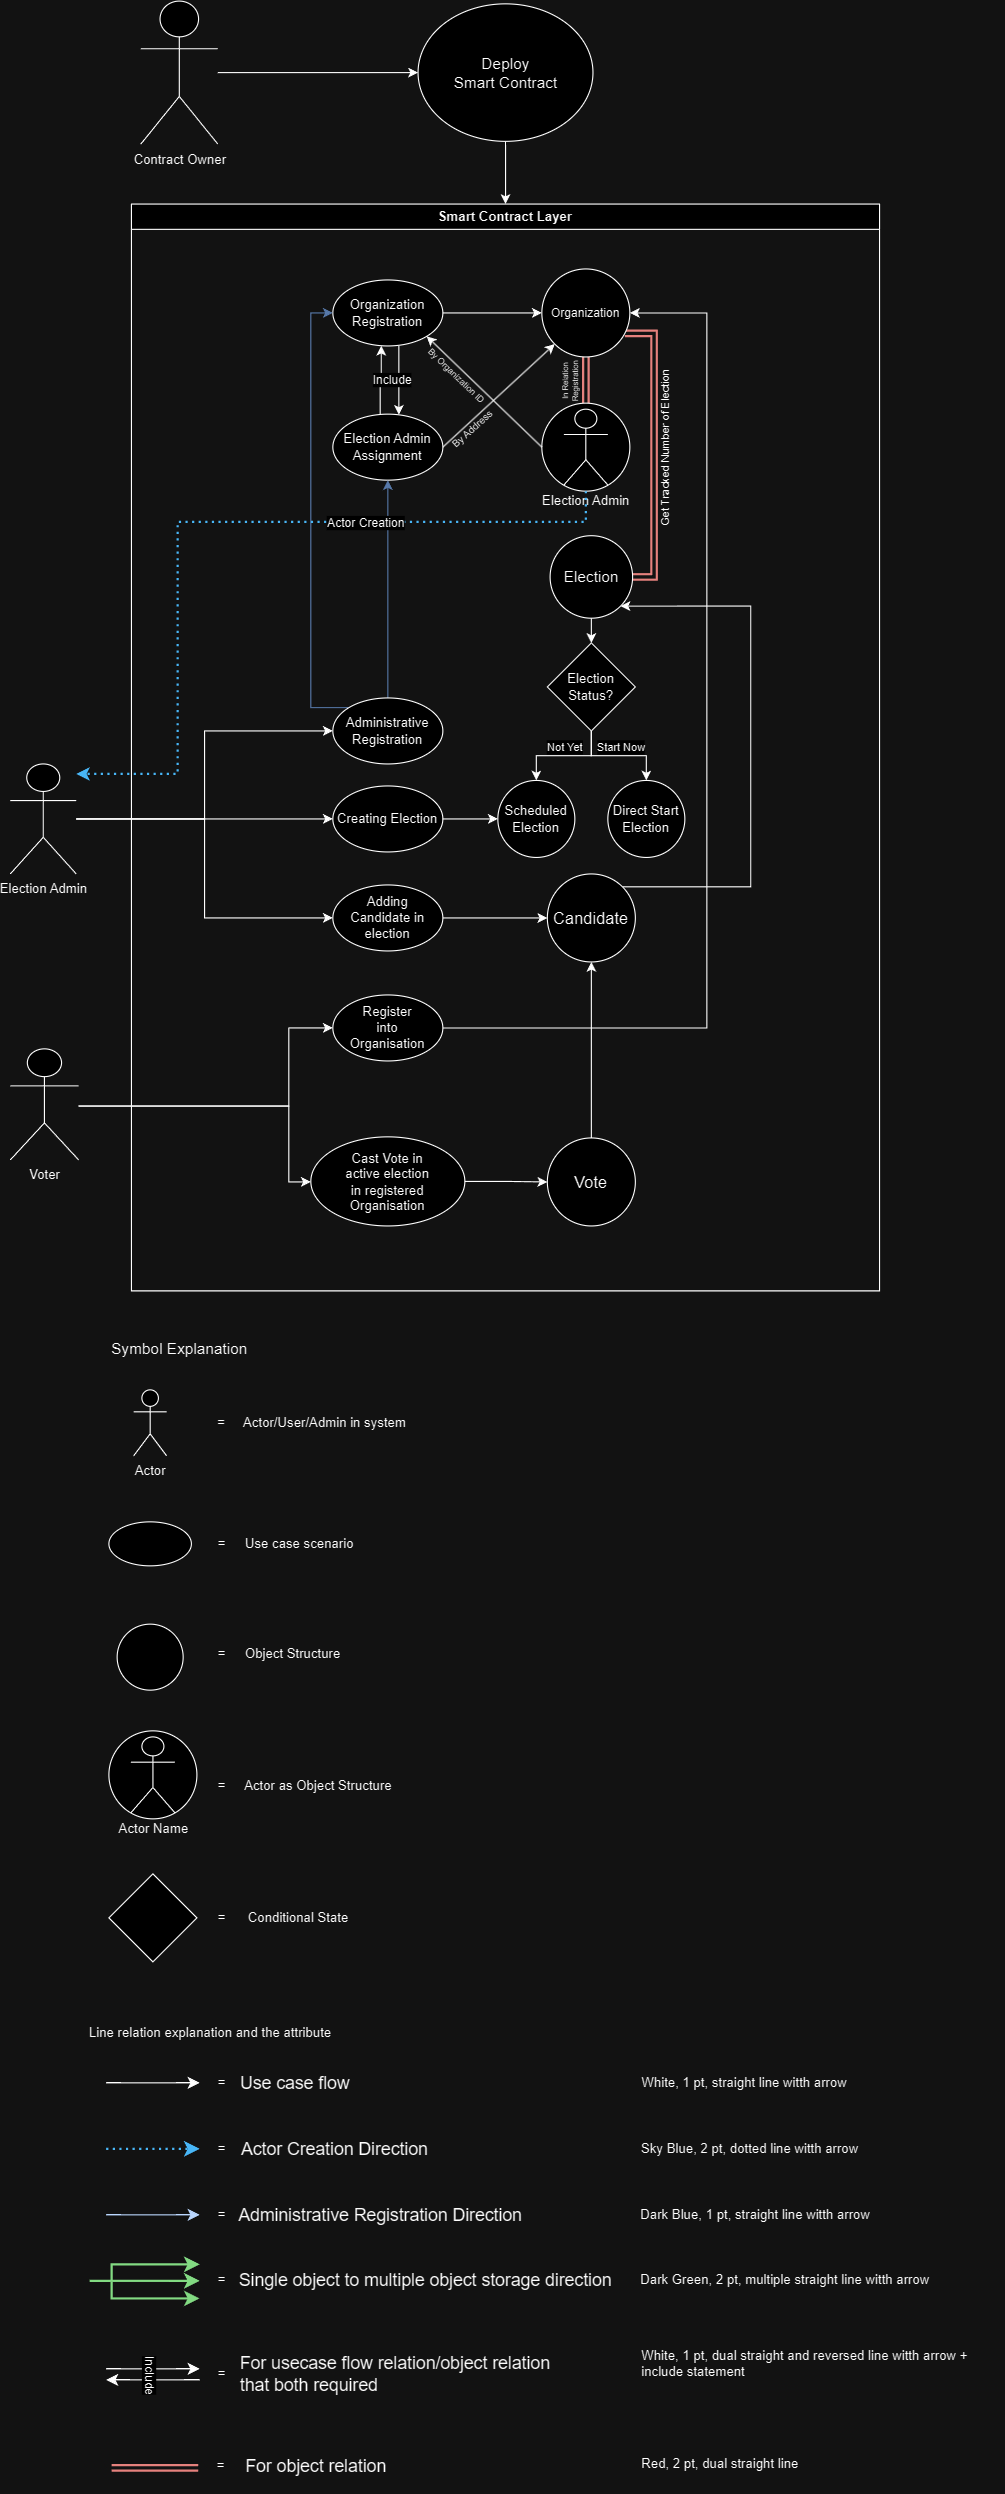 Deploy
Smart Contract
Contract Owner
Smart Contract Layer
Organization
Registration
Organization
By Organization ID
In Relation
Registration
Include
By Address
Get Tracked Number of Election
Election Admin
Assignment
Election Admin
Actor Creation
Election
Election
Status?
Not Yet
Start Now
Administrative
Registration
Creating Election
Scheduled
Election
Direct Start
Election
Election Admin
Adding
Candidate in
election
Candidate
Register
into
Organisation
Voter
Cast Vote in
active election
in registered
Organisation
Vote
Symbol Explanation
= Actor/User/Admin in system
Actor
= Use case scenario
= Object Structure
= Actor as Object Structure
Actor Name
= Conditional State
Line relation explanation and the attribute
= Use case flow White, 1 pt, straight line witth arrow
= Actor Creation Direction Sky Blue, 2 pt, dotted line witth arrow
= Administrative Registration Direction Dark Blue, 1 pt, straight line witth arrow
= Single object to multiple object storage direction Dark Green, 2 pt, multiple straight line witth arrow
Include
= For usecase flow relation/object relation
that both required
White, 1 pt, dual straight and reversed line witth arrow +
include statement
= For object relation Red, 2 pt, dual straight line